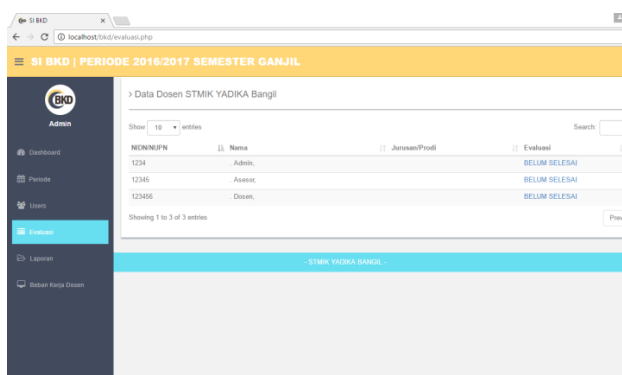 SI BKD
localhost/bkd/evaluasi.php
SI BKD | PERIODE 2016/2017 SEMESTER GANJIL
BKD
Admin
Dashboard
Periode
Users
Evaluasi
Laporan
Beban Kerja Dosen
> Data Dosen STMIK YADIKA Bangil
Show 10 entries
Search:
NIDN/NUPN Nama Jurusan/Prodi Evaluasi
1234 . Admin, BELUM SELESAI
12345 . Asesor, BELUM SELESAI
123456 . Dosen, BELUM SELESAI
Showing 1 to 3 of 3 entries
- STMIK YADIKA BANGIL -